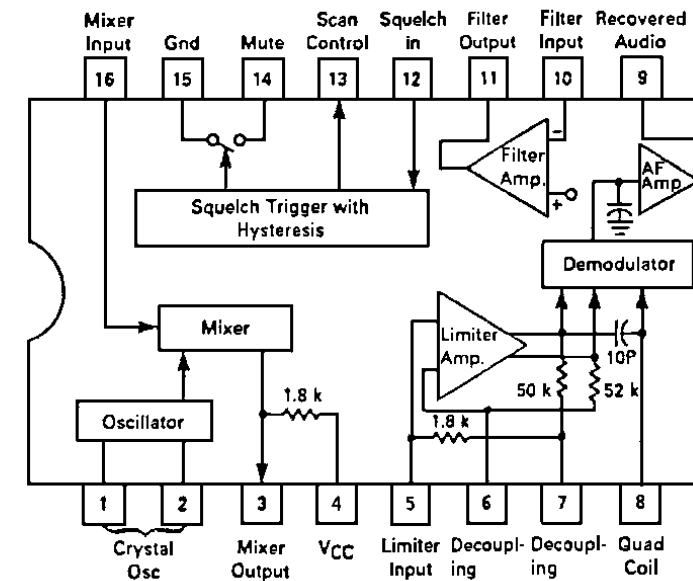 Mixer Input
Gnd
Mute
Scan Control
Squelch in
Filter Output
Filter Input
Recovered Audio
16
15
14
13
12
11
10
9
Filter Amp.
−
+
AF Amp
Squelch Trigger with
Hysteresis
Demodulator
Mixer
Limiter Amp.
10P
1.8 k
50 k
52 k
Oscillator
1.8 k
1
2
3
4
5
6
7
8
Crystal Osc
Mixer Output
VCC
Limiter Input
Decoupl-
ing
Decoupl-
ing
Quad Coil